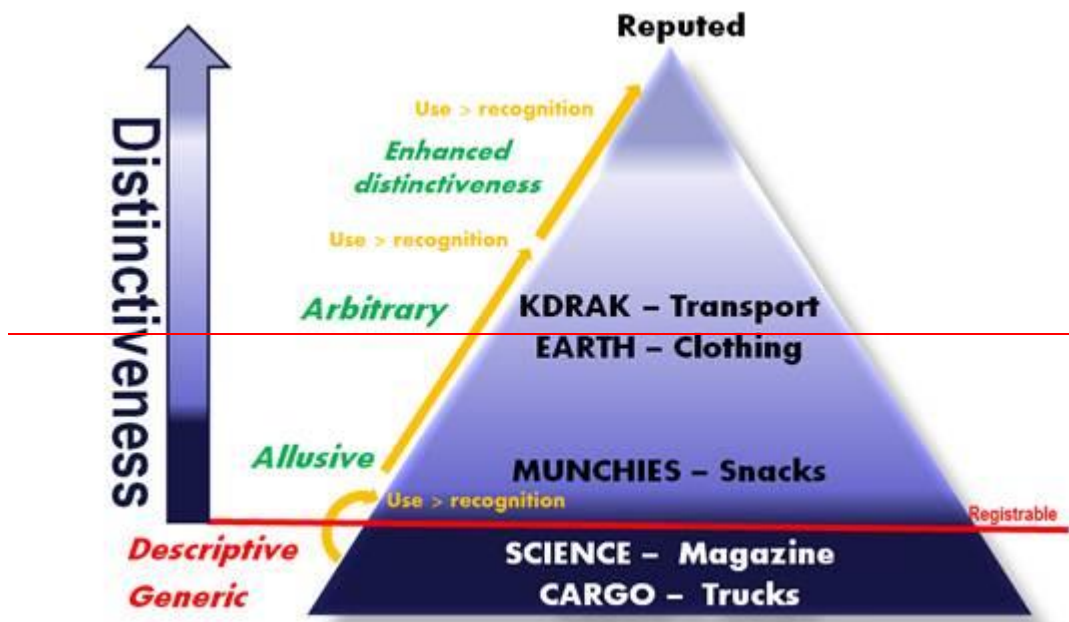 Reputed
Distinctiveness
Use > recognition
Enhanced
distinctiveness
Use > recognition
Arbitrary
KDRAK – Transport
EARTH – Clothing
Allusive
MUNCHIES – Snacks
Use > recognition
Registrable
Descriptive
SCIENCE – Magazine
Generic
CARGO – Trucks